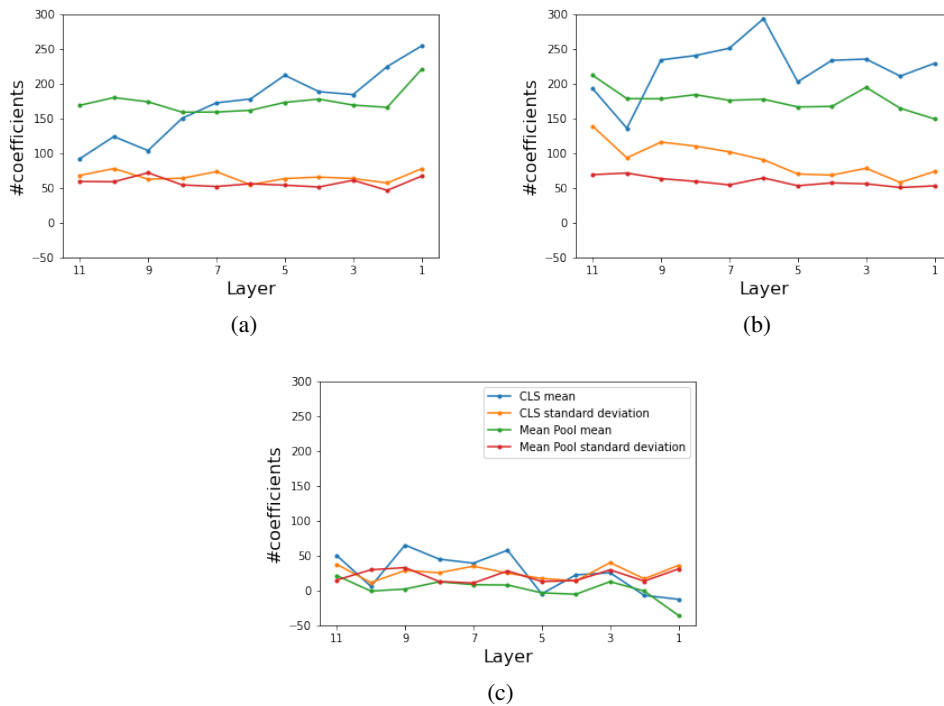 300
250
200
150
100
50
0
−50
#coefficients
11 9 7 5 3 1
Layer
(a)
300
250
200
150
100
50
0
−50
#coefficients
11 9 7 5 3 1
Layer
(b)
300
250
200
150
100
50
0
−50
#coefficients
CLS mean
CLS standard deviation
Mean Pool mean
Mean Pool standard deviation
11 9 7 5 3 1
Layer
(c)